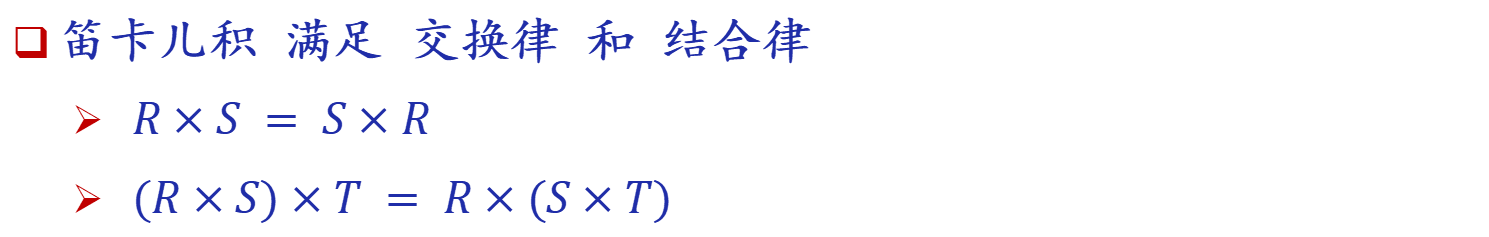 笛卡儿积 满足 交换律 和 结合律
R × S = S × R
(R × S) × T = R × (S × T)